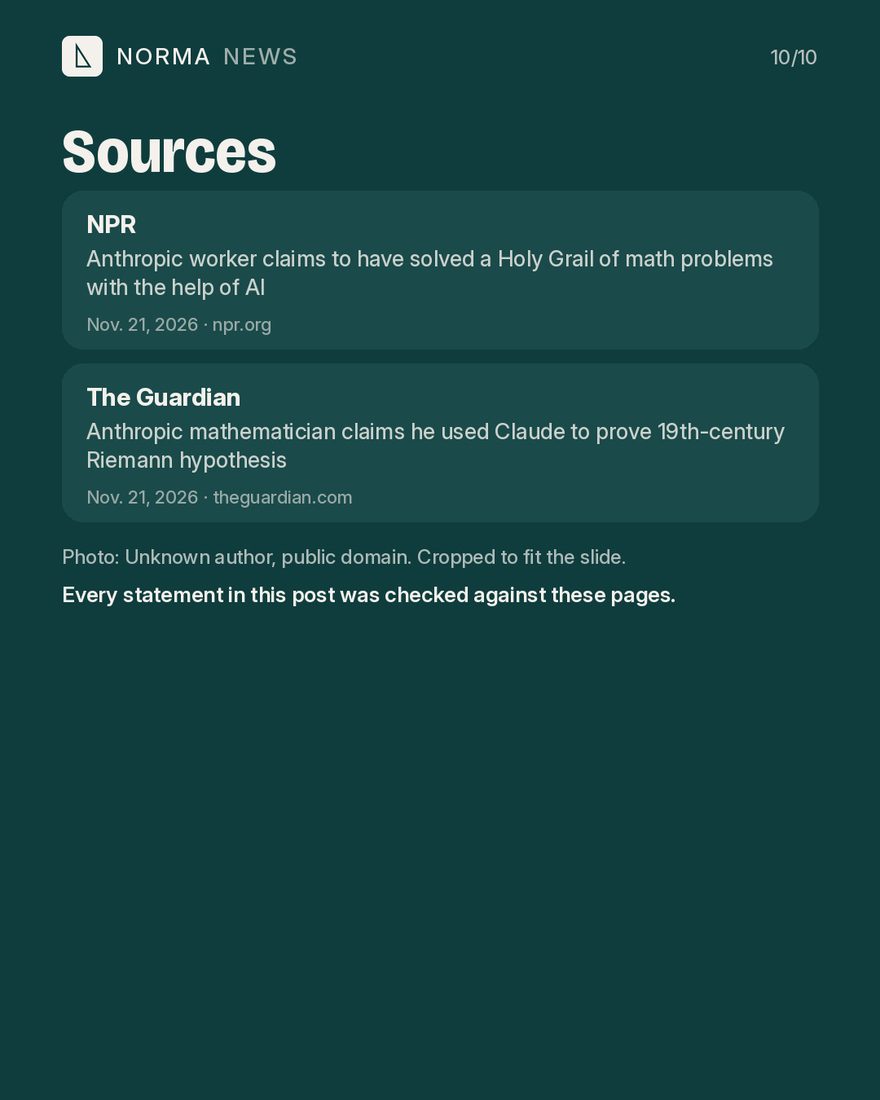 NORMA NEWS
10/10
Sources
NPR
Anthropic worker claims to have solved a Holy Grail of math problems
with the help of AI
Nov. 21, 2026 · npr.org
The Guardian
Anthropic mathematician claims he used Claude to prove 19th-century
Riemann hypothesis
Nov. 21, 2026 · theguardian.com
Photo: Unknown author, public domain. Cropped to fit the slide.
Every statement in this post was checked against these pages.